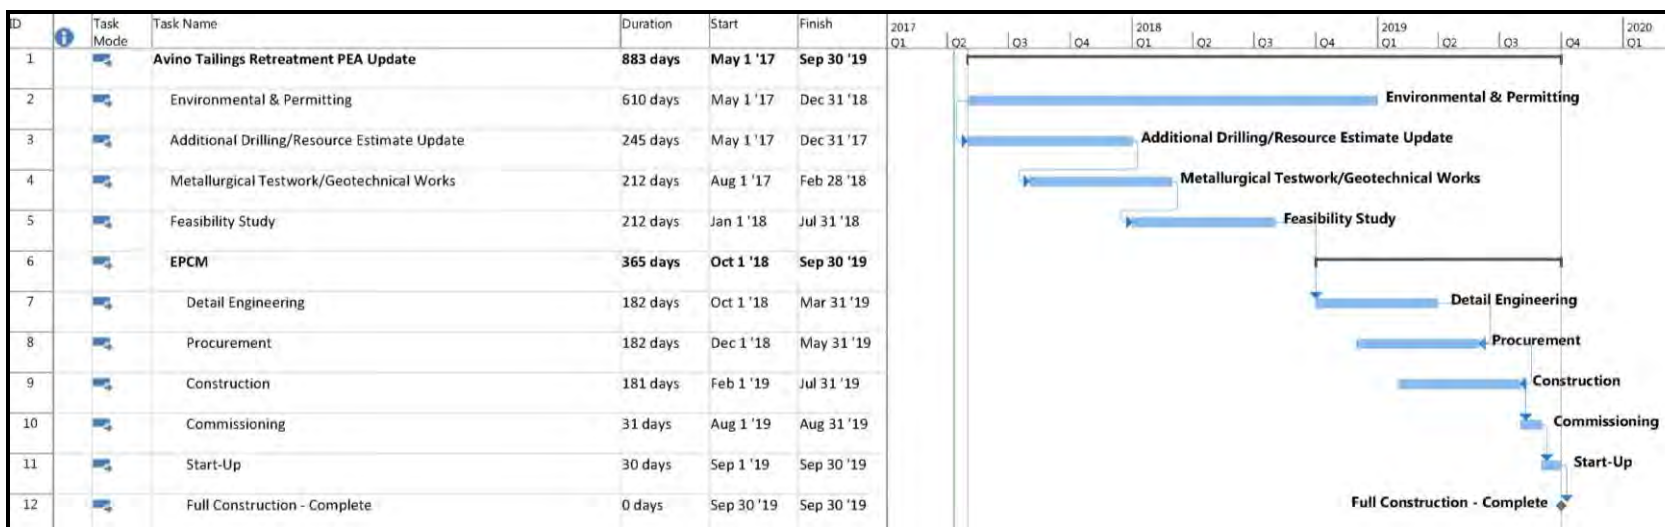 ID Task Mode Task Name Duration Start Finish 2017 Q1 Q2 Q3 Q4 2018 Q1 Q2 Q3 Q4 2019 Q1 Q2 Q3 Q4 2020 Q1
1 Avino Tailings Retreatment PEA Update 883 days May 1 '17 Sep 30 '19
2 Environmental & Permitting 610 days May 1 '17 Dec 31 '18 Environmental & Permitting
3 Additional Drilling/Resource Estimate Update 245 days May 1 '17 Dec 31 '17 Additional Drilling/Resource Estimate Update
4 Metallurgical Testwork/Geotechnical Works 212 days Aug 1 '17 Feb 28 '18 Metallurgical Testwork/Geotechnical Works
5 Feasibility Study 212 days Jan 1 '18 Jul 31 '18 Feasibility Study
6 EPCM 365 days Oct 1 '18 Sep 30 '19
7 Detail Engineering 182 days Oct 1 '18 Mar 31 '19 Detail Engineering
8 Procurement 182 days Dec 1 '18 May 31 '19 Procurement
9 Construction 181 days Feb 1 '19 Jul 31 '19 Construction
10 Commissioning 31 days Aug 1 '19 Aug 31 '19 Commissioning
11 Start-Up 30 days Sep 1 '19 Sep 30 '19 Start-Up
12 Full Construction - Complete 0 days Sep 30 '19 Sep 30 '19 Full Construction - Complete